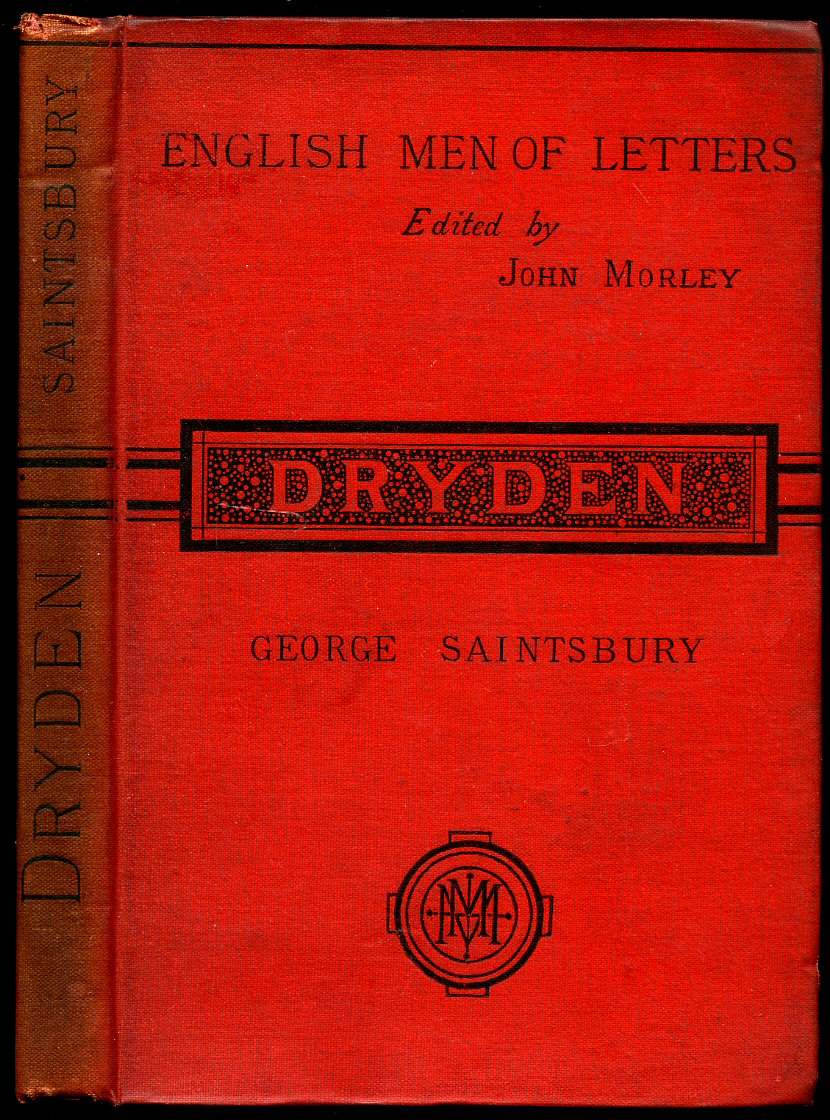 SAINTSBURY
DRYDEN
ENGLISH MEN OF LETTERS
Edited by
JOHN MORLEY
DRYDEN
GEORGE SAINTSBURY